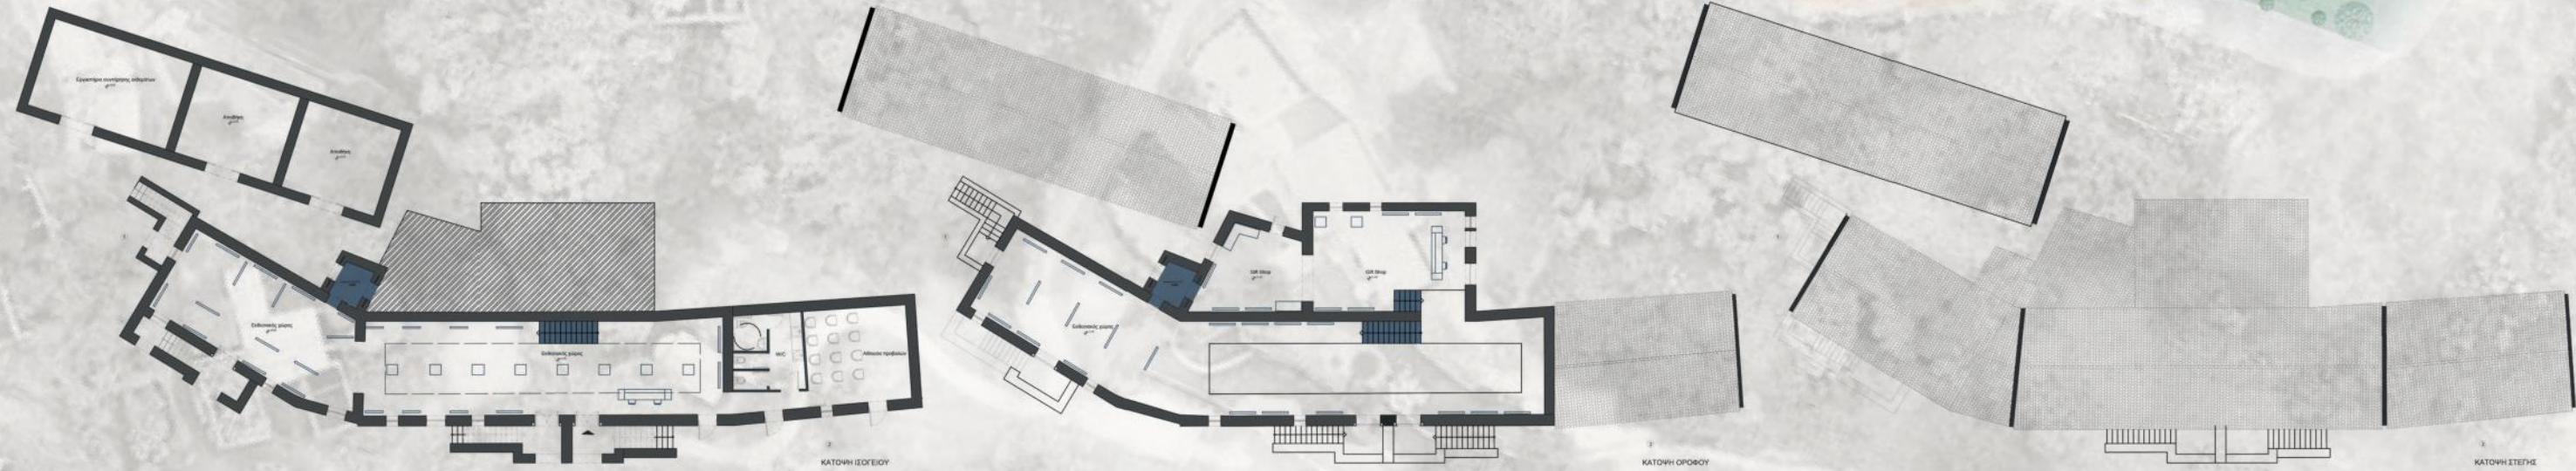 Εργαστήριο συντήρησης ευρημάτων
Αποθήκη
Αποθήκη
Εκθεσιακός χώρος
Εκθεσιακός χώρος
W/C
Αίθουσα προβολών
ΚΑΤΟΨΗ ΙΣΟΓΕΙΟΥ
Gift Shop
Gift Shop
Εκθεσιακός χώρος
ΚΑΤΟΨΗ ΟΡΟΦΟΥ
ΚΑΤΟΨΗ ΣΤΕΓΗΣ